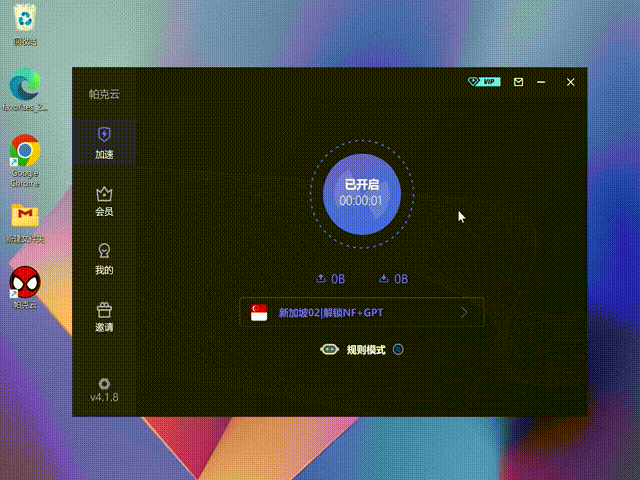 回收站
favorites_2...
Google
Chrome
新建文件夹
帕克云
帕克云
VIP
加速
会员
我的
邀请
v4.1.8
已开启
00:00:01
0B
0B
新加坡02|解锁NF+GPT
规则模式